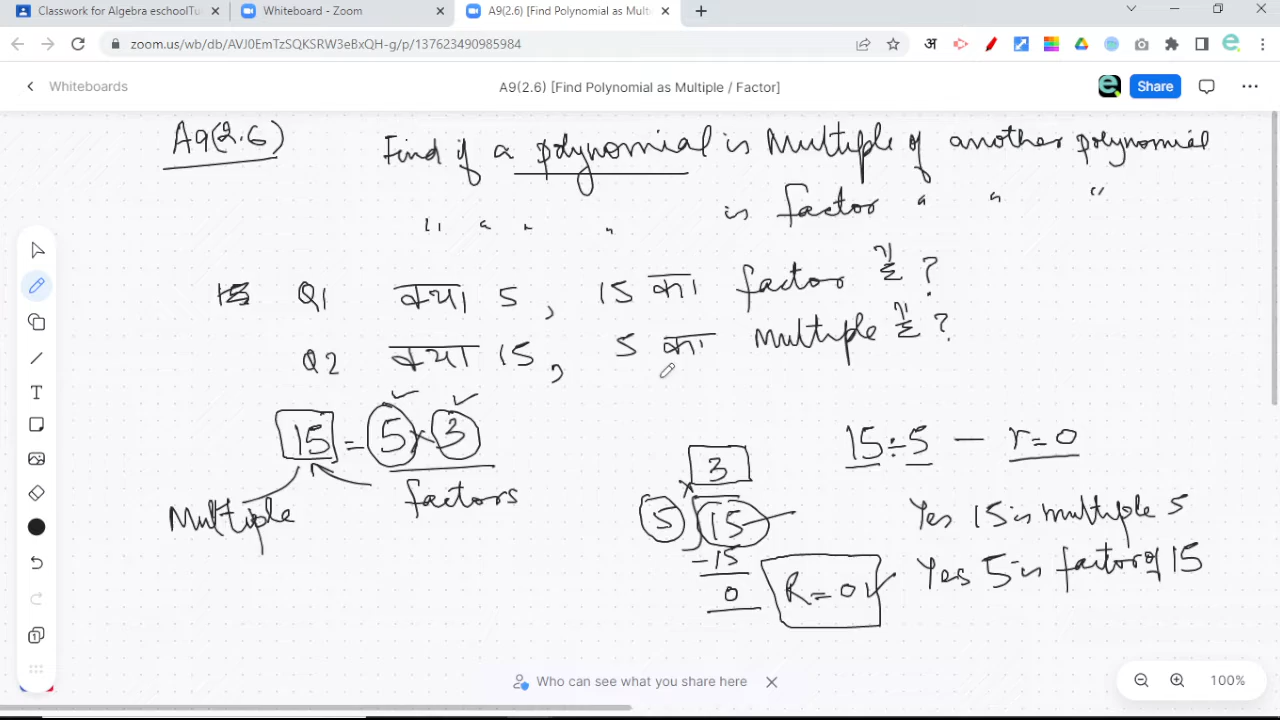 Classwork for Algebra eschoolTu
Whiteboard - Zoom
A9(2.6) [Find Polynomial as Mult
zoom.us/wb/db/AVJ0EmTzSQKSRW3eRxQH-g/p/137623490985984
Whiteboards
A9(2.6) [Find Polynomial as Multiple / Factor]
Share
A9(2.6) Find if a polynomial is Multiple of another polynomial
" " " " is factor " " "
Q1 क्या 5, 15 का factor है?
Q2 क्या 15, 5 का multiple है?
15 = 5 x 3
Multiple
factors
3
5 15
-15
0
R = 0
15 ÷ 5 — r = 0
Yes 15 is multiple 5
Yes 5 is factor of 15
Who can see what you share here
100%